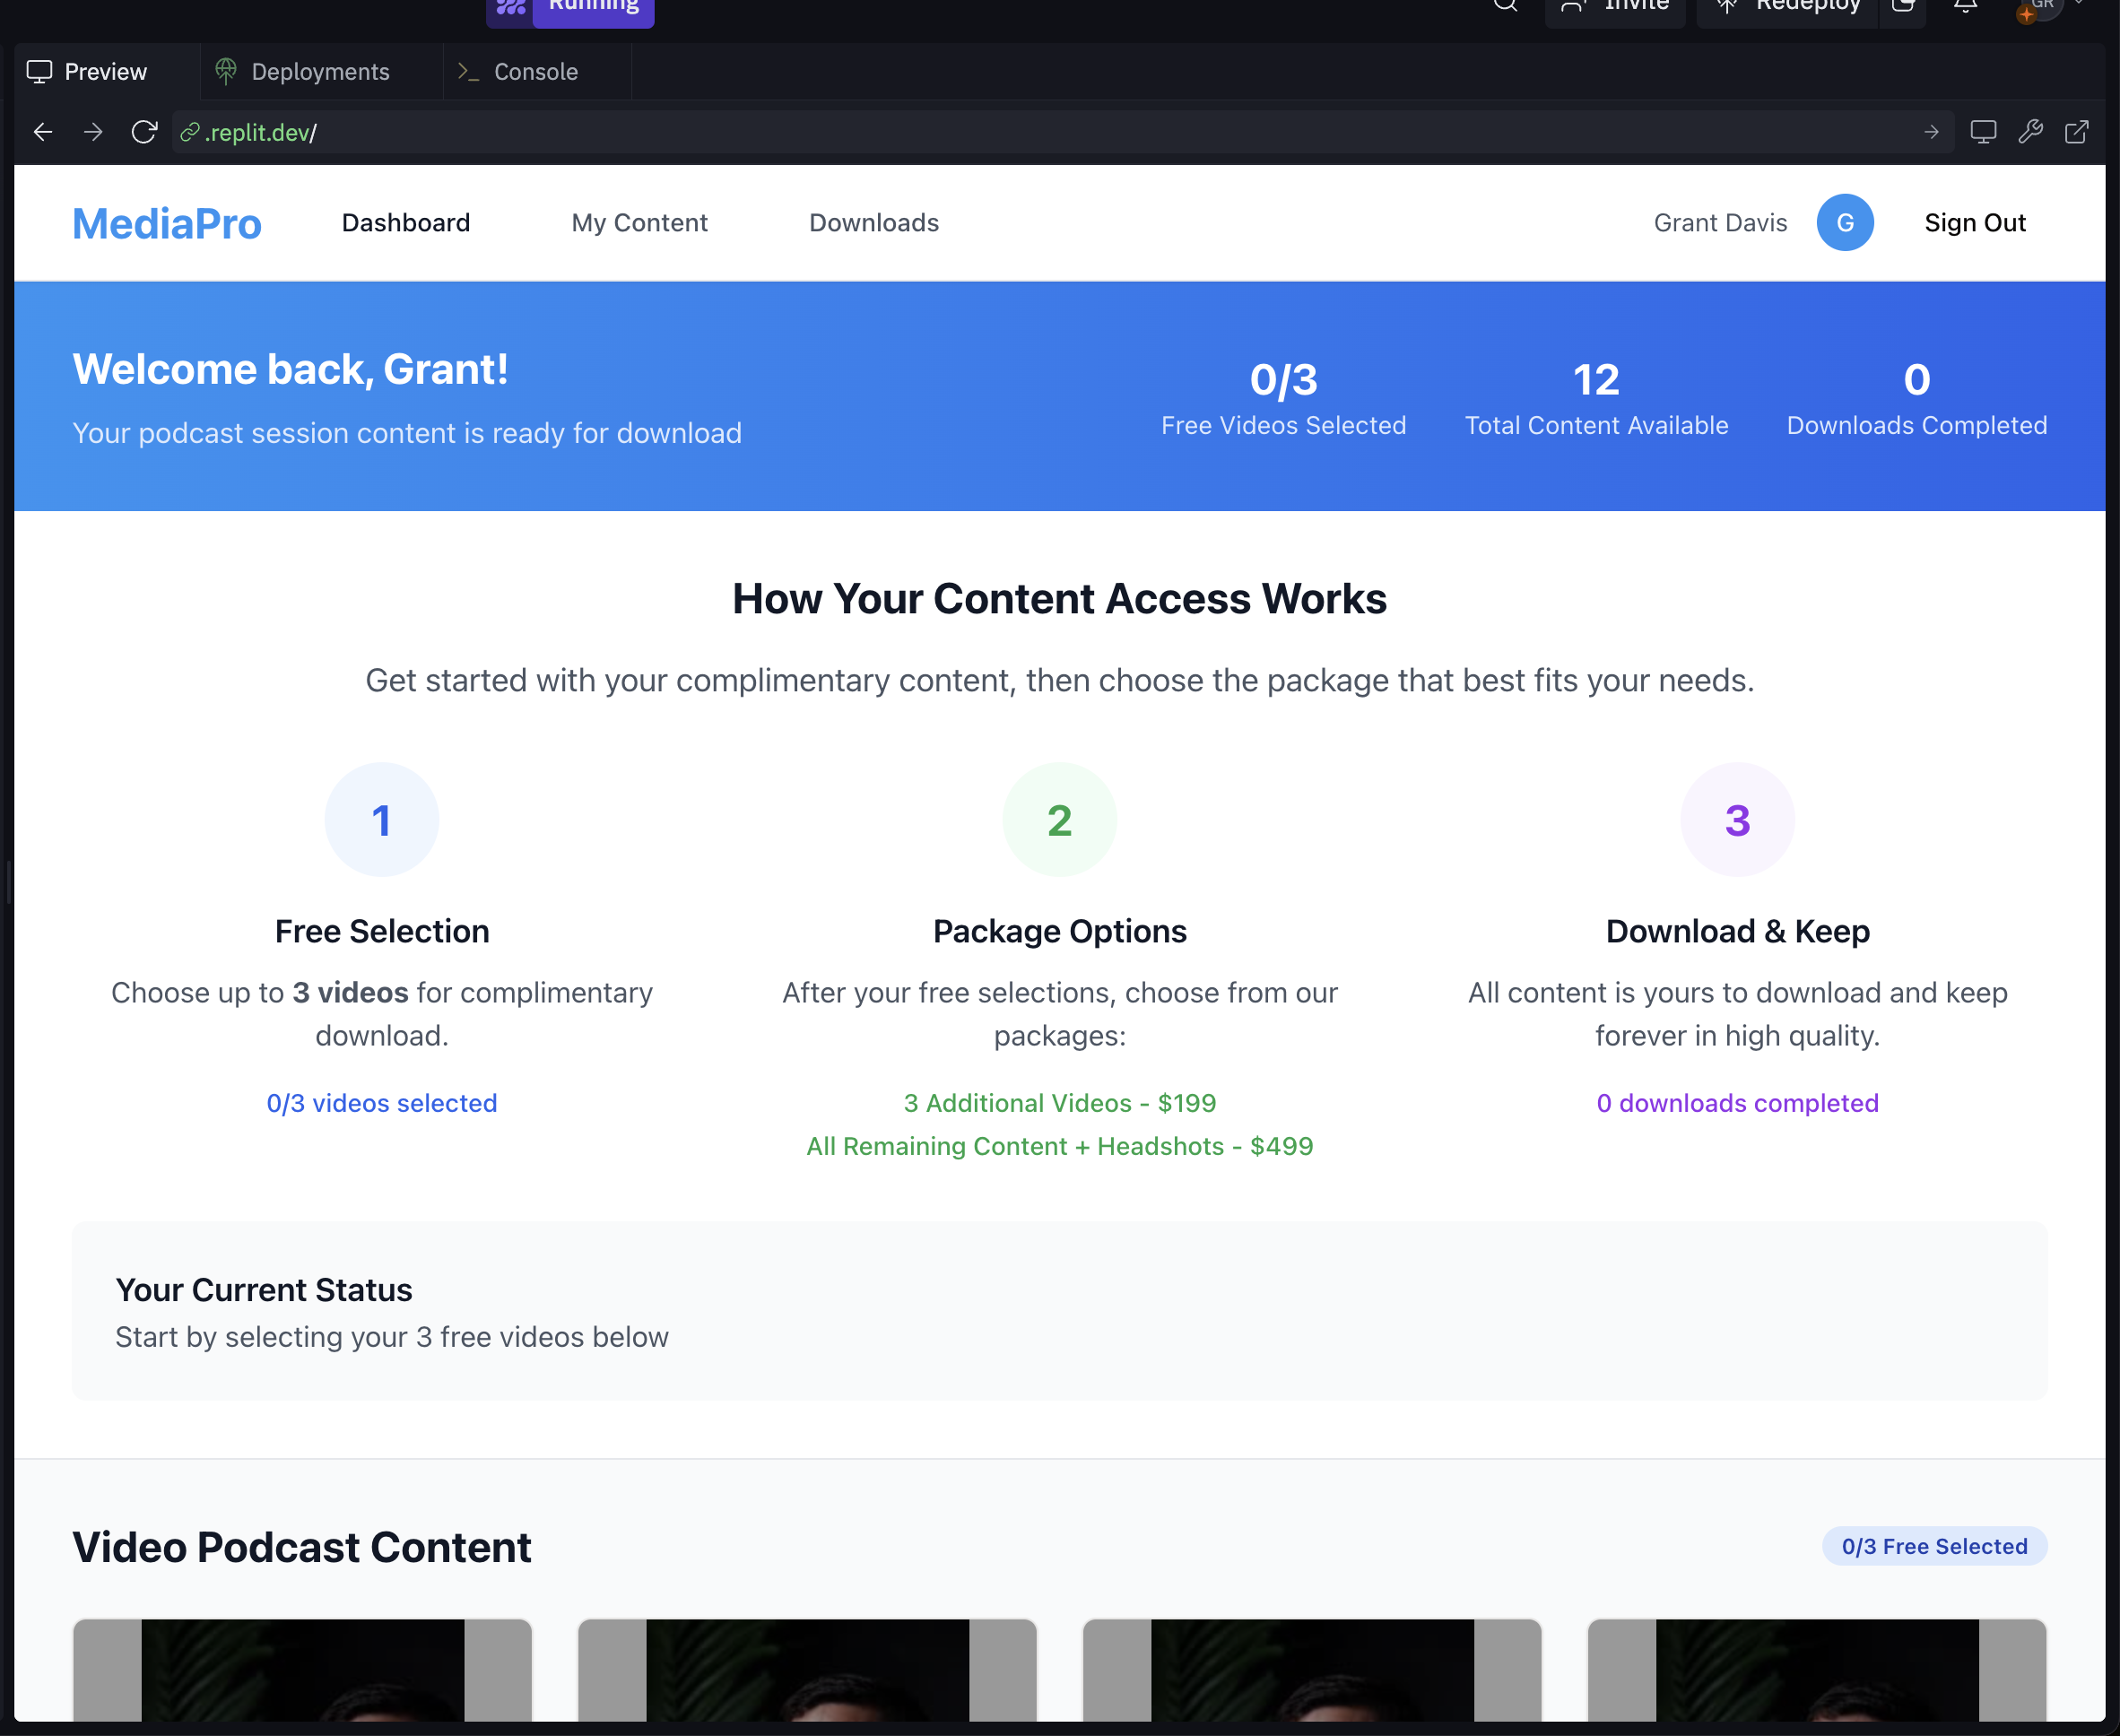 Running
Invite
Redeploy
GR
Preview
Deployments
Console
.replit.dev/
MediaPro
Dashboard
My Content
Downloads
Grant Davis
G
Sign Out
Welcome back, Grant!
Your podcast session content is ready for download
0/3
Free Videos Selected
12
Total Content Available
0
Downloads Completed
How Your Content Access Works
Get started with your complimentary content, then choose the package that best fits your needs.
1
Free Selection
Choose up to 3 videos for complimentary
download.
0/3 videos selected
2
Package Options
After your free selections, choose from our
packages:
3 Additional Videos - $199
All Remaining Content + Headshots - $499
3
Download & Keep
All content is yours to download and keep
forever in high quality.
0 downloads completed
Your Current Status
Start by selecting your 3 free videos below
Video Podcast Content
0/3 Free Selected